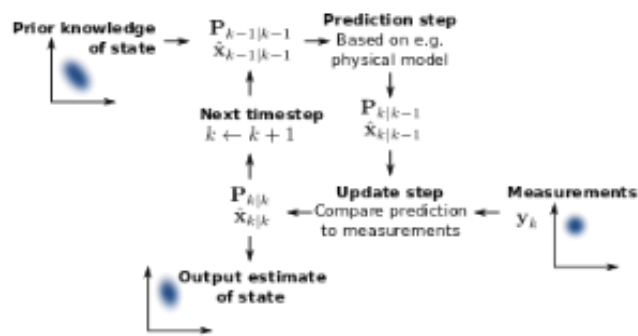 Prior knowledge
of state
P_{k-1|k-1}
x̂_{k-1|k-1}
Prediction step
Based on e.g.
physical model
Next timestep
k ← k + 1
P_{k|k-1}
x̂_{k|k-1}
P_{k|k}
x̂_{k|k}
Update step
Compare prediction
to measurements
Measurements
y_k
Output estimate
of state